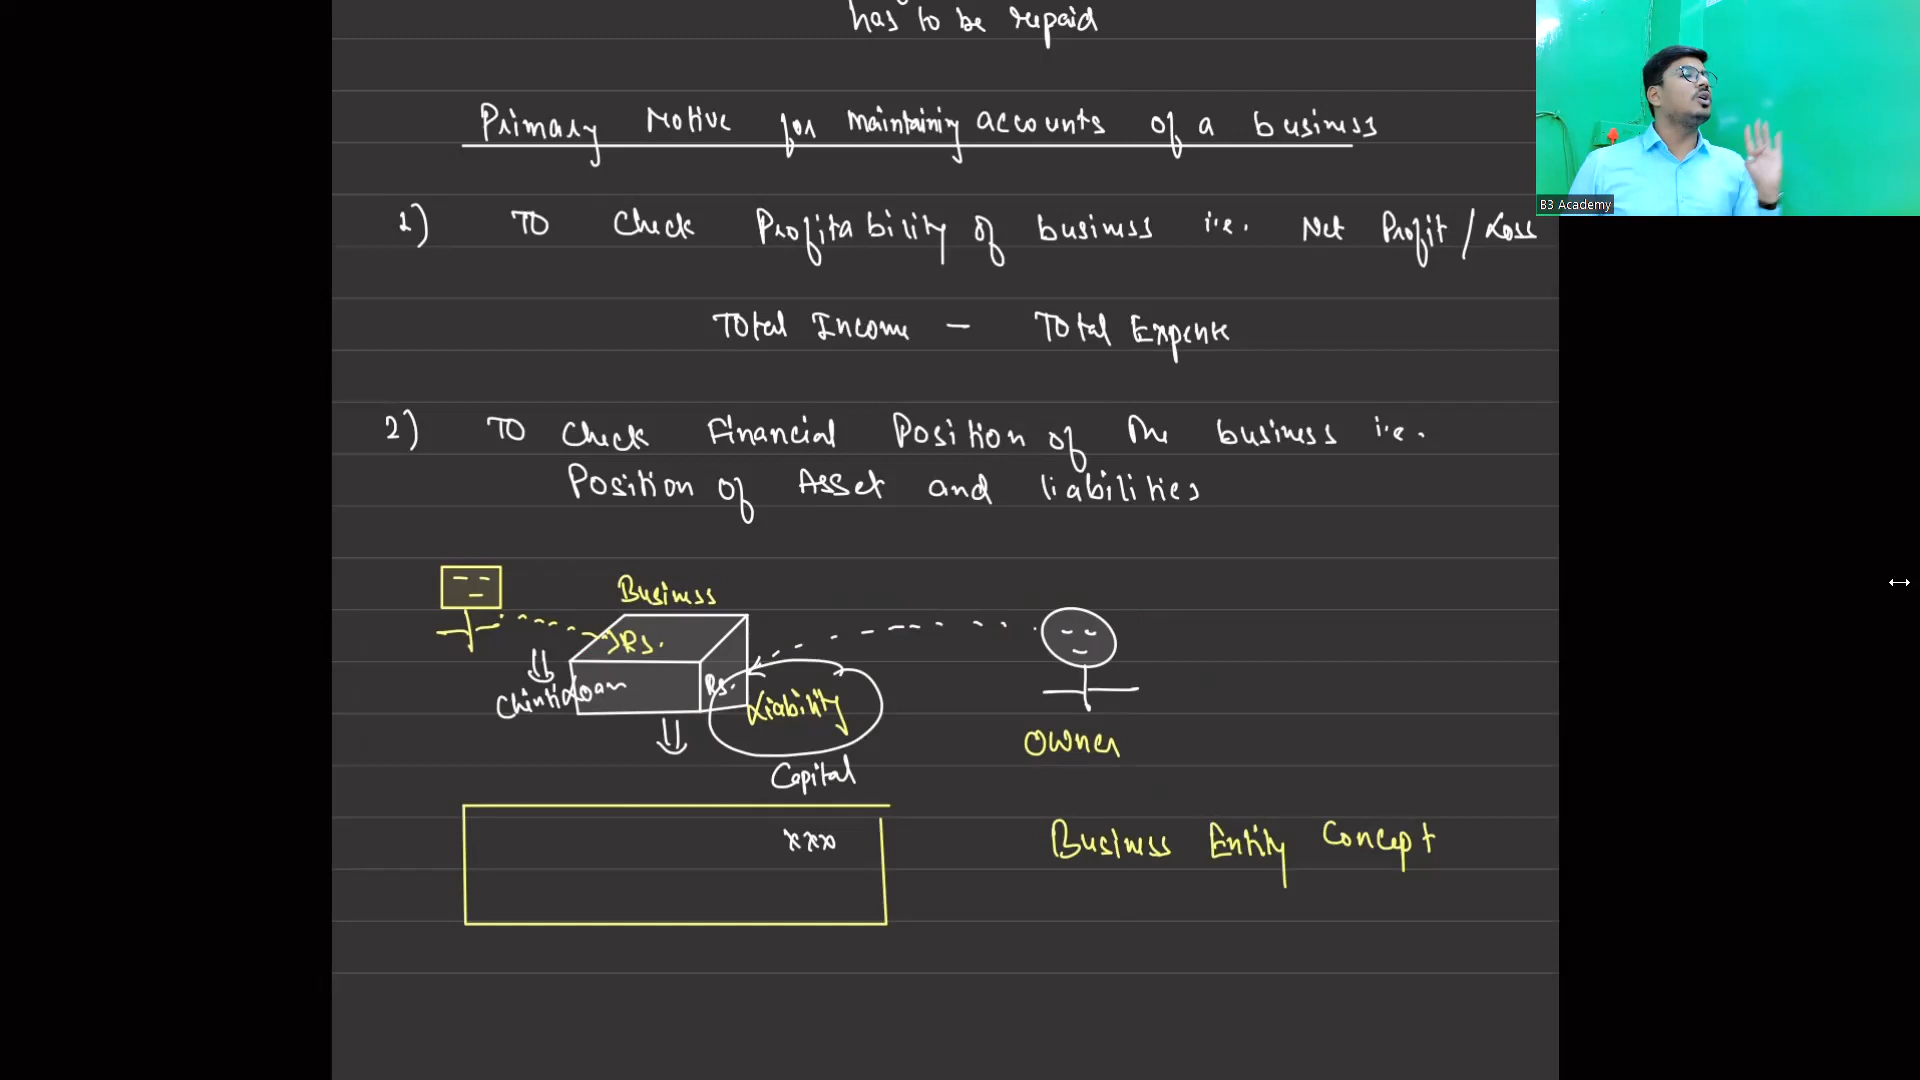 has to be repaid
B3 Academy
Primary Motive for Maintaining accounts of a business
1) To Check Profitability of business i.e. Net Profit / Loss
Total Income - Total Expense
2) To Check Financial Position of the business i.e.
Position of Asset and liabilities
Business
Rs.
Loan
Rs.
Liability
Owner
Capital
xxx
Business Entity Concept